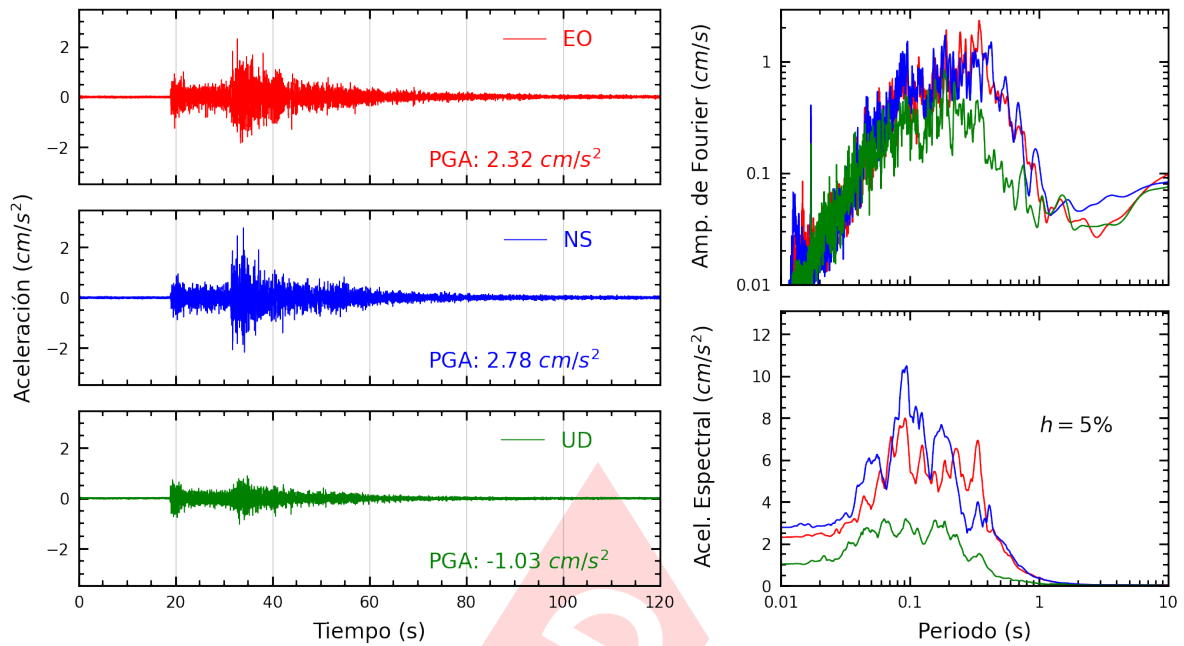 Aceleración (cm/s²)
2
0
−2
EO
PGA: 2.32 cm/s²
2
0
−2
NS
PGA: 2.78 cm/s²
2
0
−2
UD
PGA: -1.03 cm/s²
0 20 40 60 80 100 120
Tiempo (s)
Amp. de Fourier (cm/s)
1
0.1
0.01
Acel. Espectral (cm/s²)
12
10
8
6
4
2
0
h = 5%
0.01 0.1 1 10
Periodo (s)